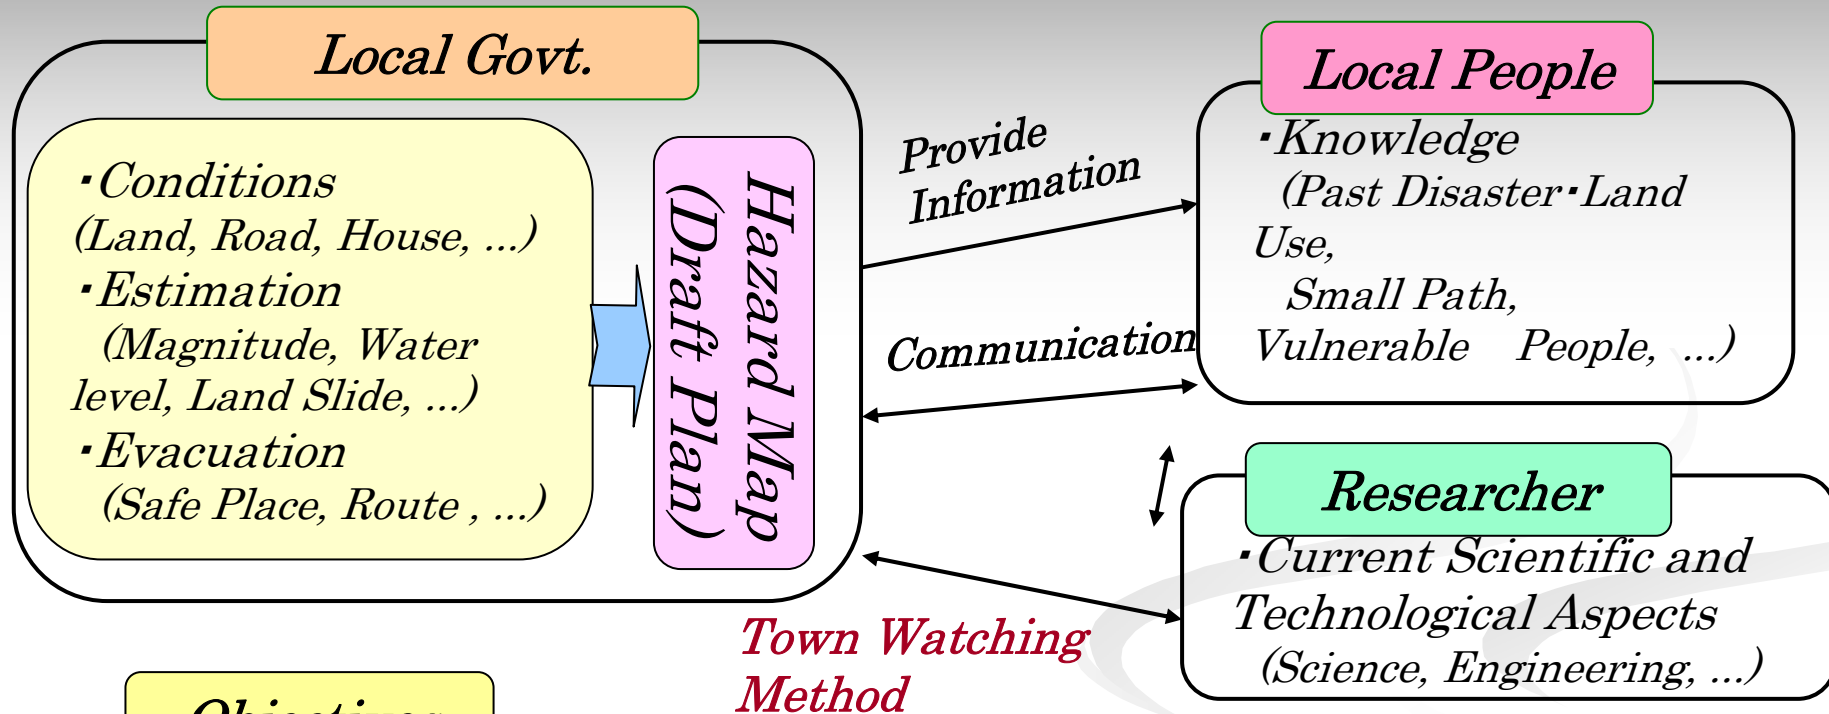 Local Govt.
・Conditions
(Land, Road, House, ...)
・Estimation
(Magnitude, Water
level, Land Slide, ...)
・Evacuation
(Safe Place, Route , ...)
Hazard Map
(Draft Plan)
Provide
Information
Communication
Local People
・Knowledge
(Past Disaster・Land
Use,
Small Path,
Vulnerable People, ...)
Researcher
・Current Scientific and
Technological Aspects
(Science, Engineering, ...)
Town Watching
Method
Objectives